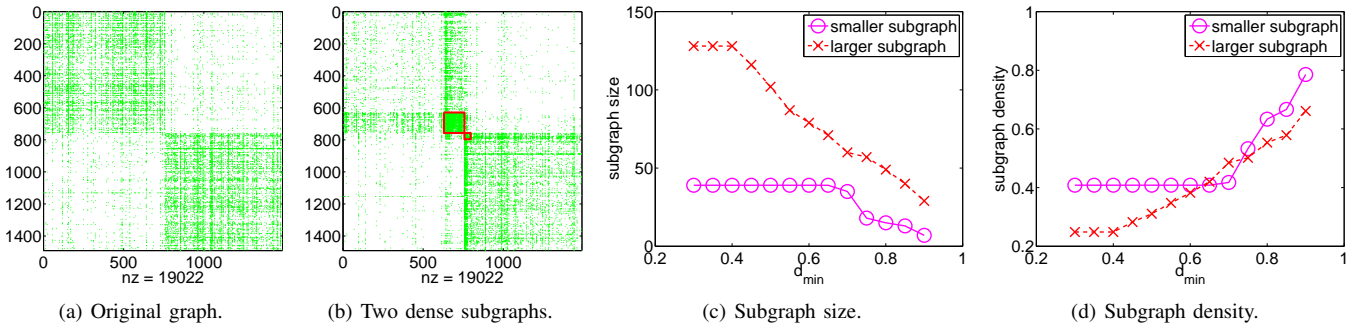 0
200
400
600
800
1000
1200
1400
0 500 1000
nz = 19022
(a) Original graph.
0
200
400
600
800
1000
1200
1400
0 500 1000
nz = 19022
(b) Two dense subgraphs.
150
100
50
0
subgraph size
smaller subgraph
larger subgraph
0.2 0.4 0.6 0.8 1
d_min
(c) Subgraph size.
1
0.8
0.6
0.4
0.2
subgraph density
smaller subgraph
larger subgraph
0.2 0.4 0.6 0.8 1
d_min
(d) Subgraph density.